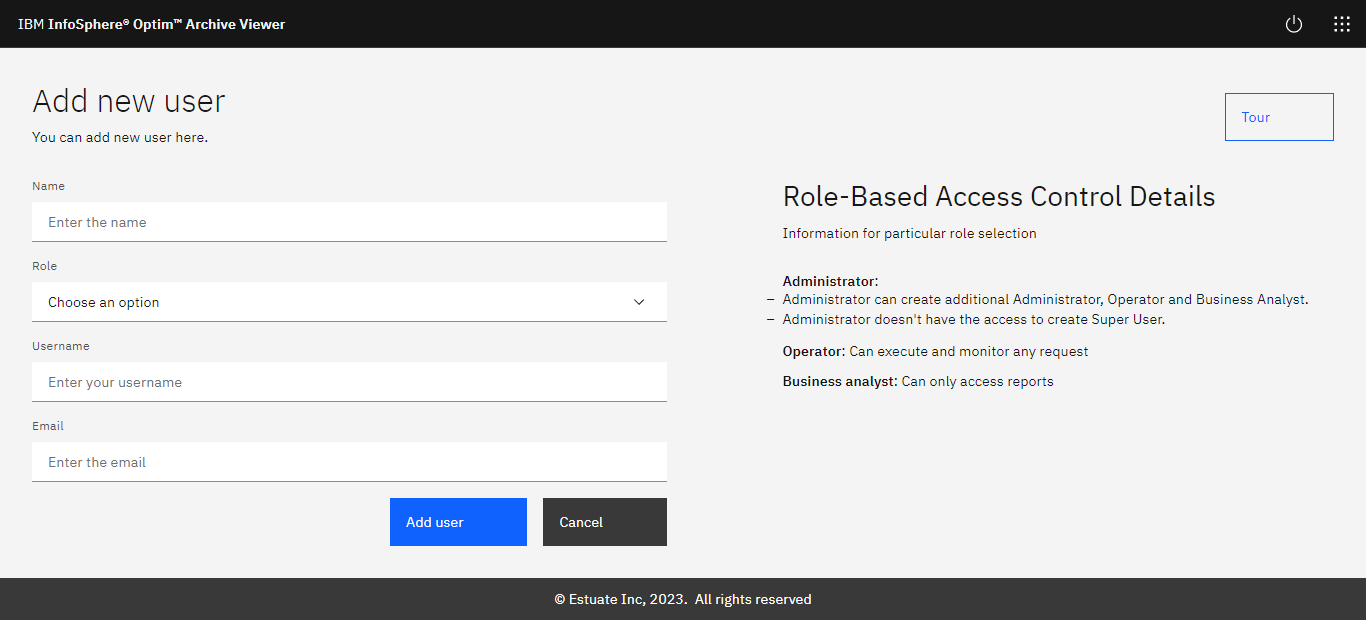 IBM InfoSphere® Optim™ Archive Viewer
Add new user
You can add new user here.
Tour
Name
Enter the name
Role
Choose an option
Username
Enter your username
Email
Enter the email
Add user
Cancel
Role-Based Access Control Details
Information for particular role selection
Administrator:
– Administrator can create additional Administrator, Operator and Business Analyst.
– Administrator doesn't have the access to create Super User.
Operator: Can execute and monitor any request
Business analyst: Can only access reports
© Estuate Inc, 2023.  All rights reserved